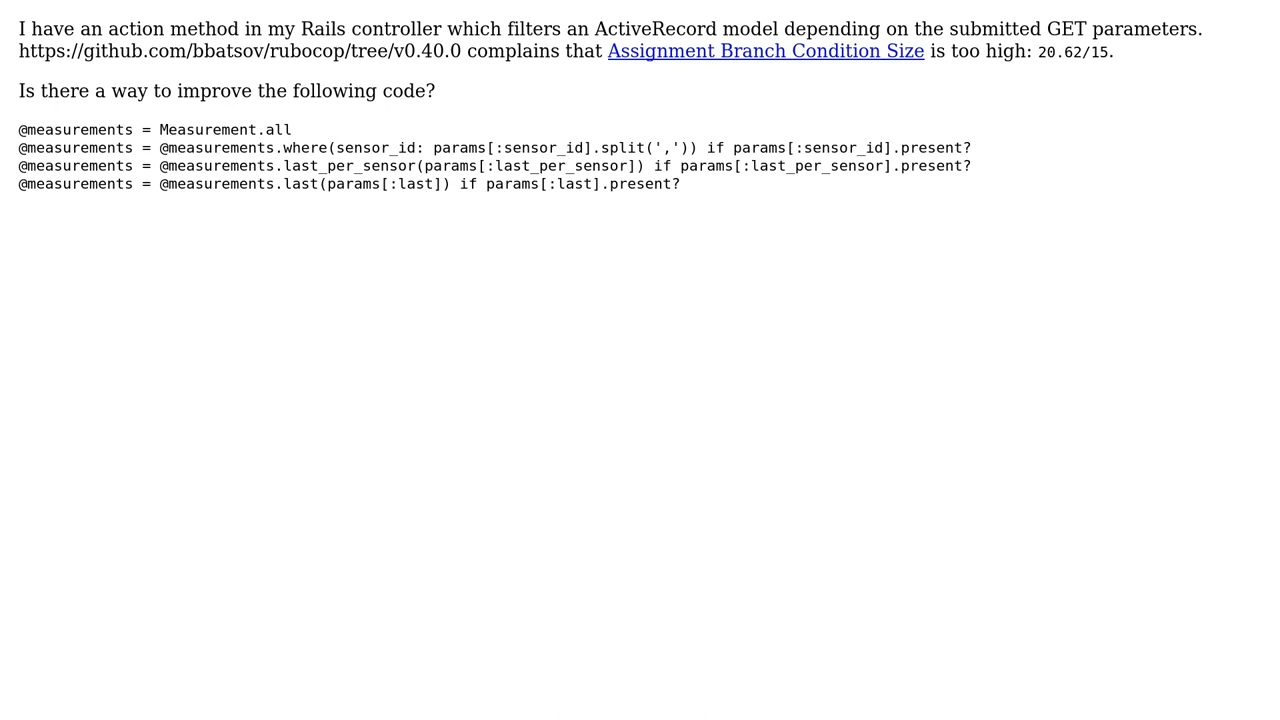 I have an action method in my Rails controller which filters an ActiveRecord model depending on the submitted GET parameters.
https://github.com/bbatsov/rubocop/tree/v0.40.0 complains that Assignment Branch Condition Size is too high: 20.62/15.
Is there a way to improve the following code?
@measurements = Measurement.all
@measurements = @measurements.where(sensor_id: params[:sensor_id].split(',')) if params[:sensor_id].present?
@measurements = @measurements.last_per_sensor(params[:last_per_sensor]) if params[:last_per_sensor].present?
@measurements = @measurements.last(params[:last]) if params[:last].present?